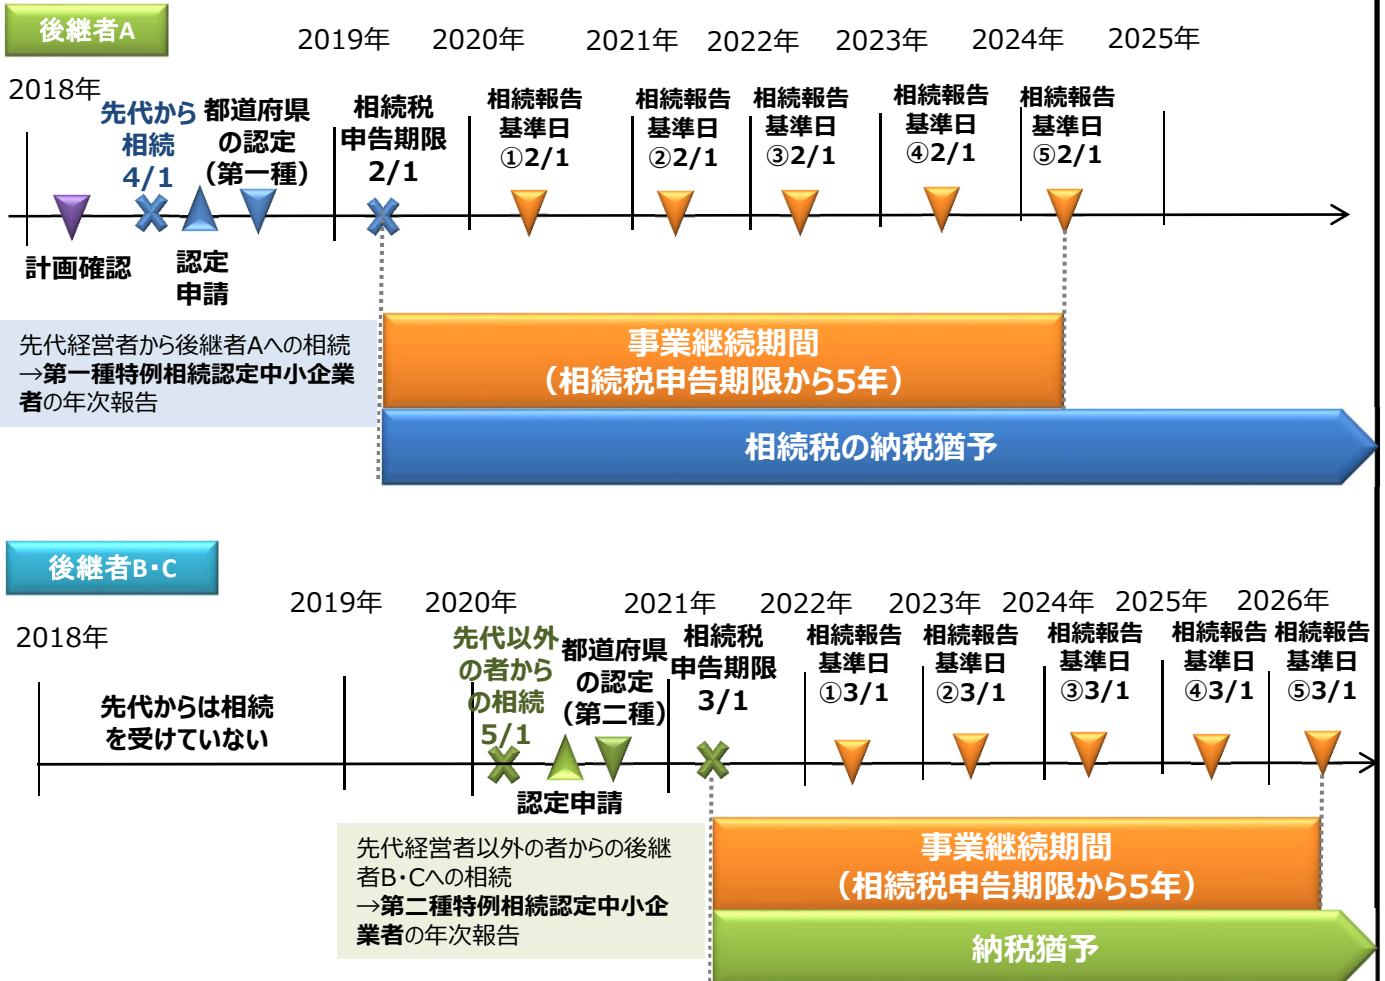 後継者A
2018年
2019年
2020年
2021年
2022年
2023年
2024年
2025年
先代から
相続
4/1
都道府県
の認定
（第一種）
相続税
申告期限
2/1
相続報告
基準日
①2/1
相続報告
基準日
②2/1
相続報告
基準日
③2/1
相続報告
基準日
④2/1
相続報告
基準日
⑤2/1
計画確認
認定
申請
先代経営者から後継者Aへの相続
→第一種特例相続認定中小企業
者の年次報告
事業継続期間
（相続税申告期限から5年）
相続税の納税猶予
後継者B・C
2018年
2019年
2020年
2021年
2022年
2023年
2024年
2025年
2026年
先代からは相続
を受けていない
先代以外
の者から
の相続
5/1
都道府県
の認定
（第二種）
相続税
申告期限
3/1
相続報告
基準日
①3/1
相続報告
基準日
②3/1
相続報告
基準日
③3/1
相続報告
基準日
④3/1
相続報告
基準日
⑤3/1
認定申請
先代経営者以外の者からの後継
者B・Cへの相続
→第二種特例相続認定中小企
業者の年次報告
事業継続期間
（相続税申告期限から5年）
納税猶予